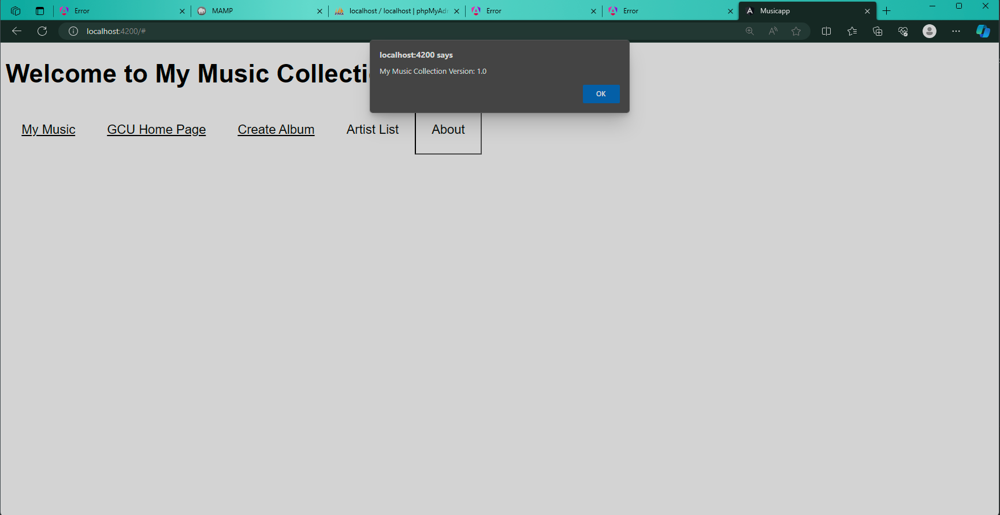 Error
MAMP
localhost / localhost | phpMyAd
Error
Error
Musicapp
localhost:4200/#
localhost:4200 says
My Music Collection Version: 1.0
OK
Welcome to My Music Collecti
My Music
GCU Home Page
Create Album
Artist List
About